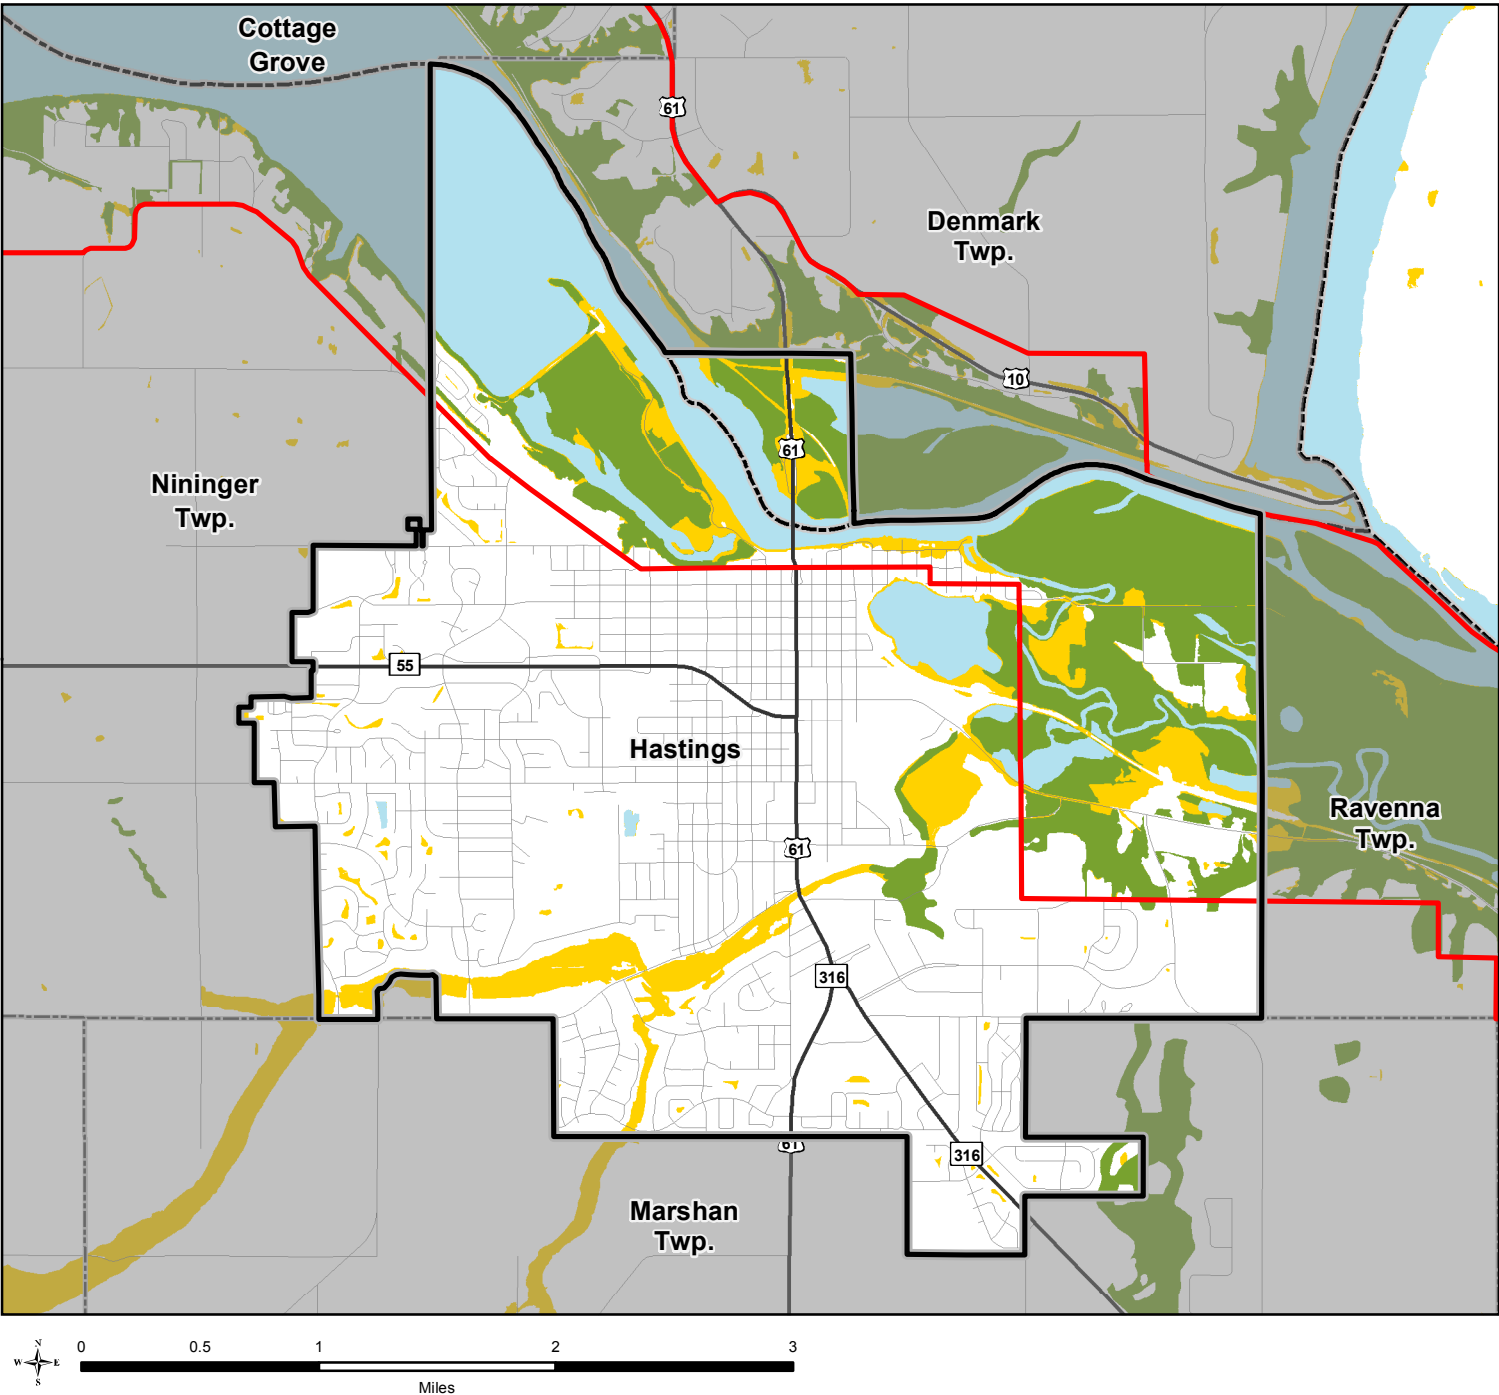 Cottage
Grove
61
Denmark
Twp.
10
61
Nininger
Twp.
55
Hastings
Ravenna
Twp.
61
316
61
316
Marshan
Twp.
N
W E
S
0 0.5 1 2 3
Miles